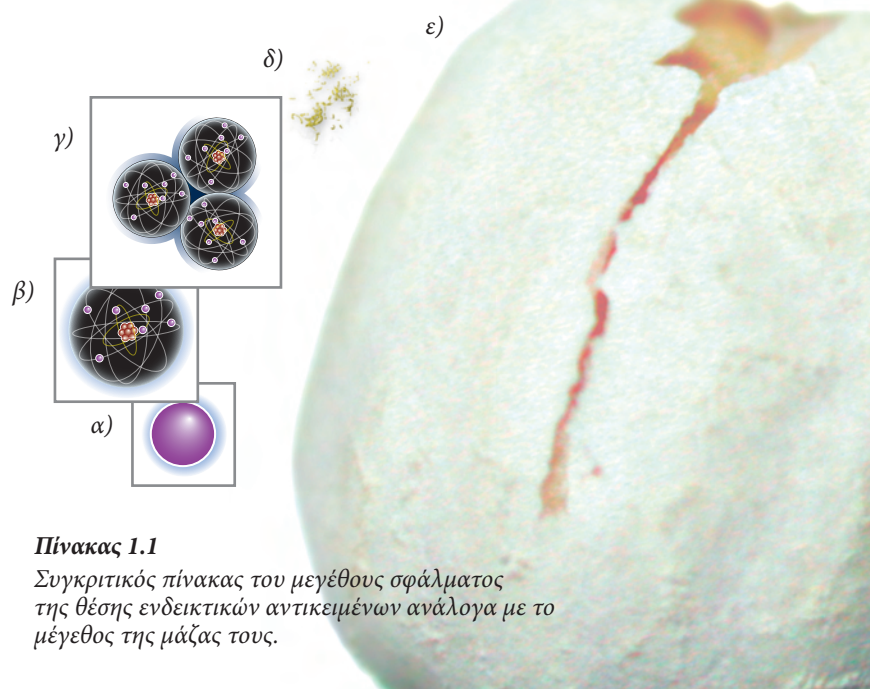 ε)
δ)
γ)
β)
α)
Πίνακας 1.1
Συγκριτικός πίνακας του μεγέθους σφάλματος
της θέσης ενδεικτικών αντικειμένων ανάλογα με το
μέγεθος της μάζας τους.